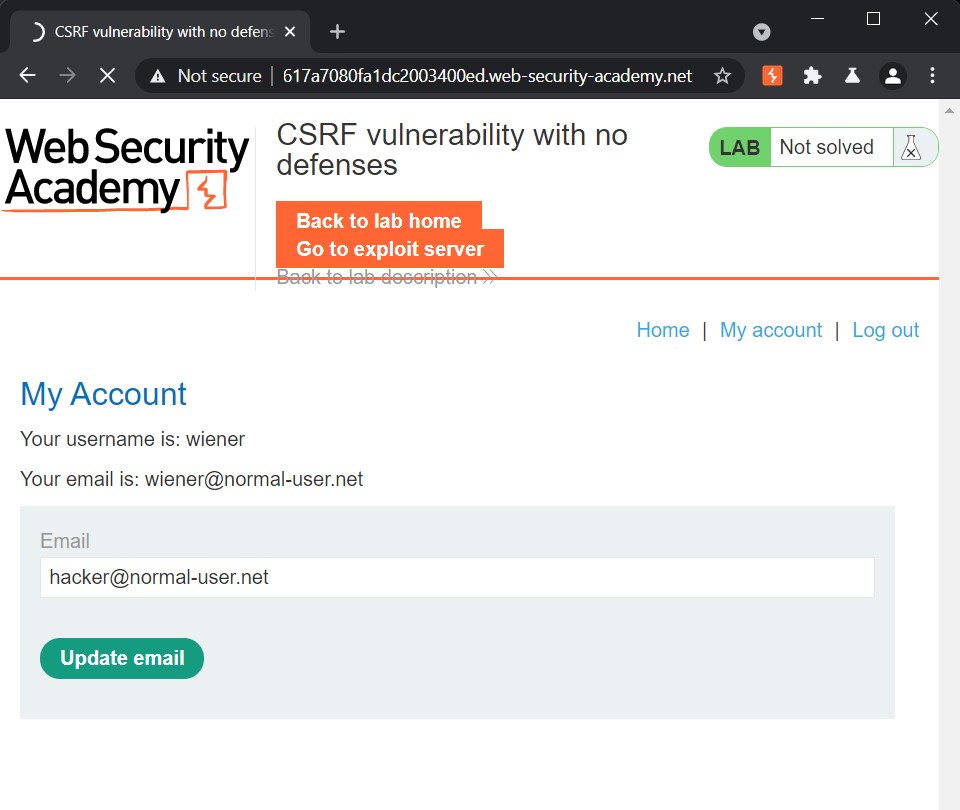 CSRF vulnerability with no defens
Not secure
617a7080fa1dc2003400ed.web-security-academy.net
Web Security
Academy
CSRF vulnerability with no
defenses
LAB Not solved
Back to lab home
Go to exploit server
Back to lab description
Home | My account | Log out
My Account
Your username is: wiener
Your email is: wiener@normal-user.net
Email
hacker@normal-user.net
Update email